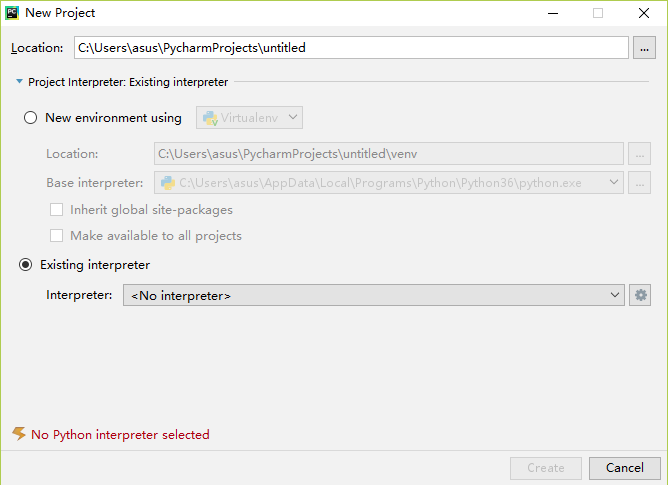 New Project
Location: C:\Users\asus\PycharmProjects\untitled ...
Project Interpreter: Existing interpreter
New environment using Virtualenv
Location: C:\Users\asus\PycharmProjects\untitled\venv ...
Base interpreter: C:\Users\asus\AppData\Local\Programs\Python\Python36\python.exe ...
Inherit global site-packages
Make available to all projects
Existing interpreter
Interpreter: <No interpreter>
No Python interpreter selected
Create Cancel